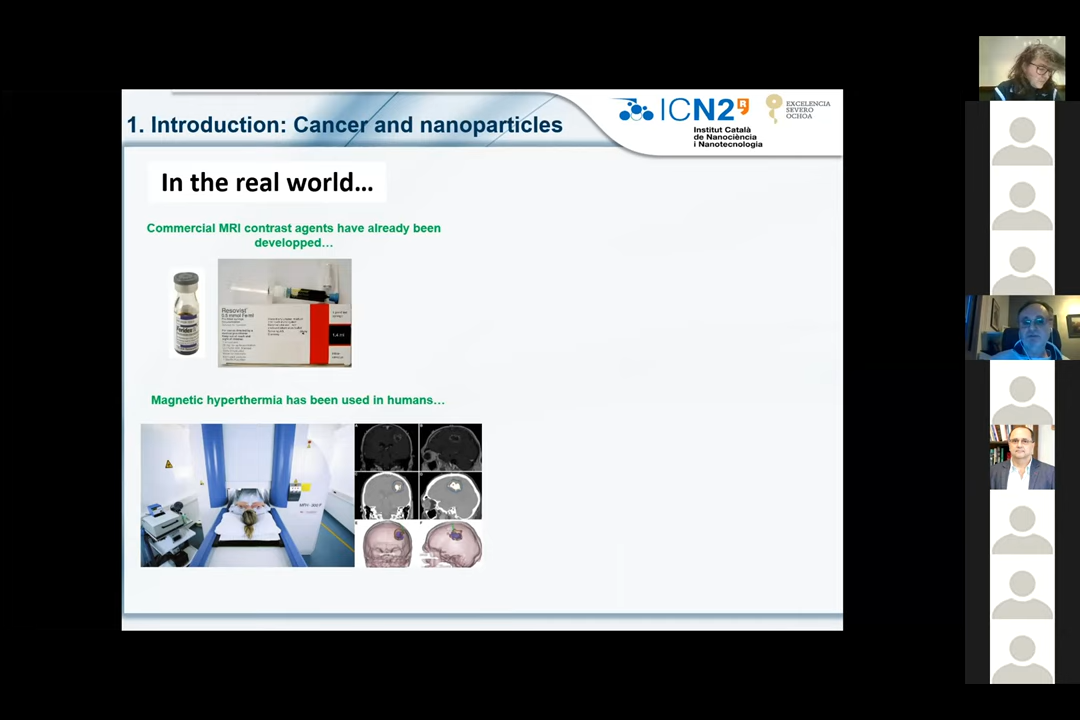 1. Introduction: Cancer and nanoparticles
ICN2
Institut Català
de Nanociència
i Nanotecnologia
EXCELENCIA
SEVERO
OCHOA
In the real world...
Commercial MRI contrast agents have already been
developped…
Resovist
Magnetic hyperthermia has been used in humans…